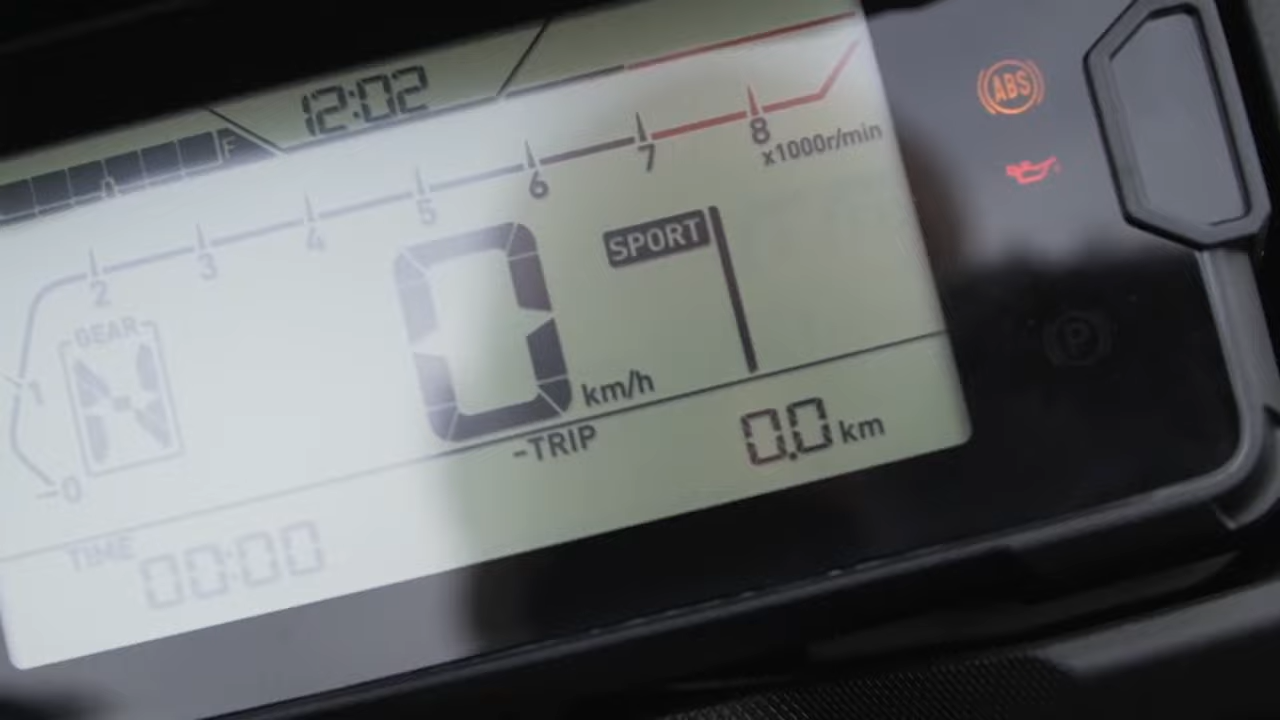 12:02
F
0 1 2 3 4 5 6 7 8
x1000r/min
ABS
SPORT
GEAR
N
0 km/h
P
-TRIP
0.0 km
TIME
00:00